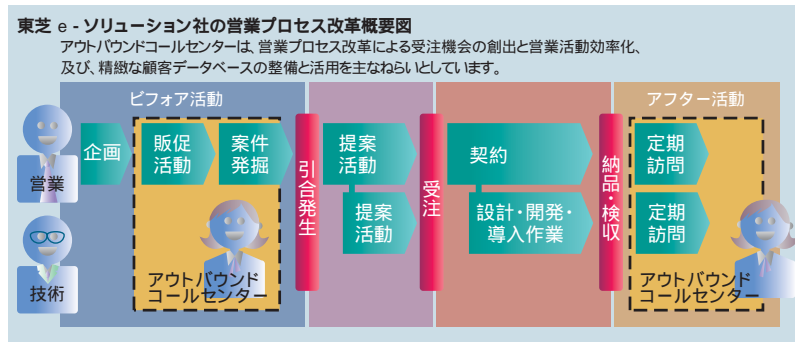 東芝 e - ソリューション社の営業プロセス改革概要図
アウトバウンドコールセンターは、営業プロセス改革による受注機会の創出と営業活動効率化、
及び、精緻な顧客データベースの整備と活用を主なねらいとしています。
ビフォア活動
アフター活動
営業
企画
販促
活動
案件
発掘
引合発生
提案
活動
受注
契約
納品・検収
定期
訪問
技術
提案
活動
設計・開発・
導入作業
定期
訪問
アウトバウンド
コールセンター
アウトバウンド
コールセンター